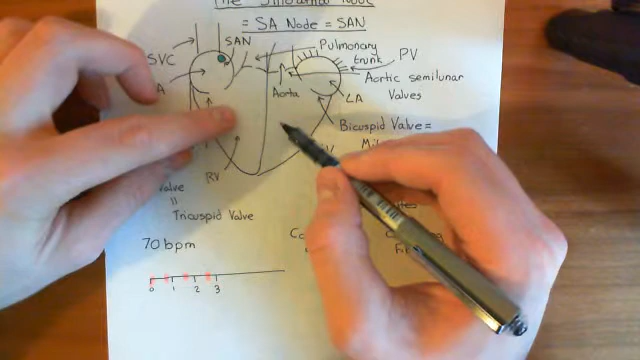 The Sinoatrial Node
= SA Node = SAN
SAN
SVC
Pulmonary
trunk
PV
Aortic semilunar
Valves
Aorta
LA
Bicuspid Valve =
RV
Valve
=
Tricuspid Valve
70 bpm
0 1 2 3